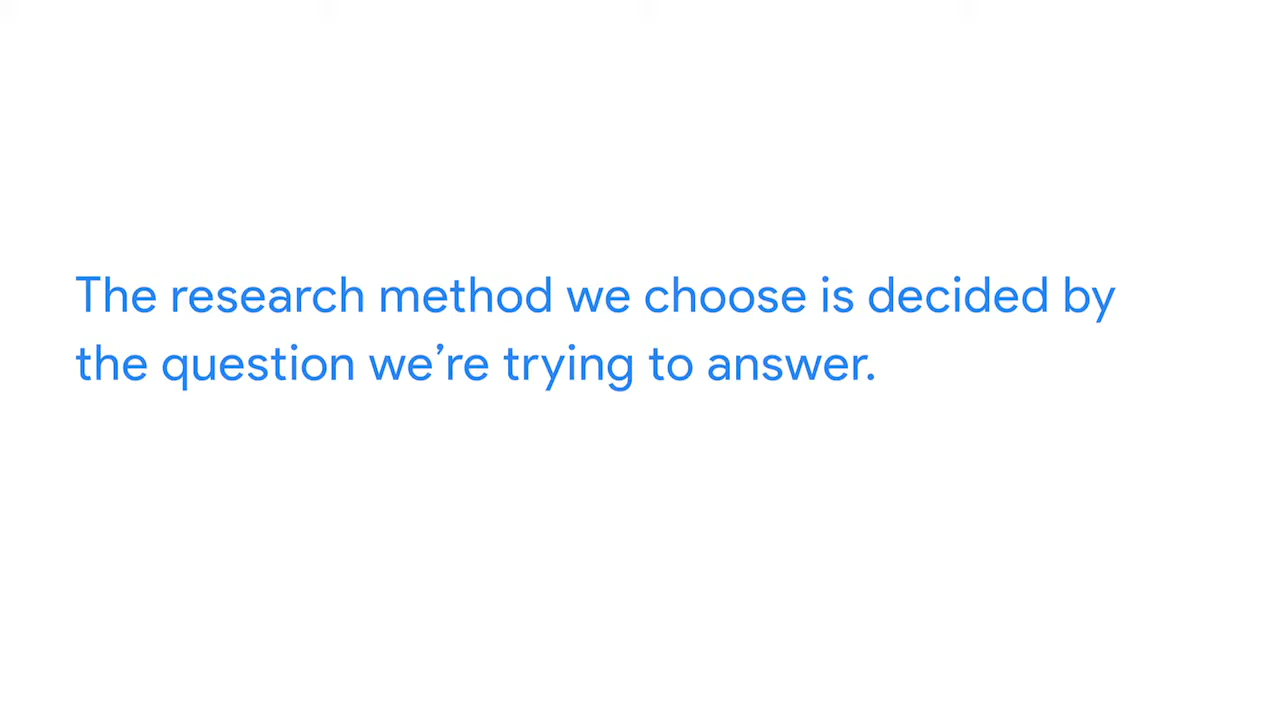 The research method we choose is decided by
the question we’re trying to answer.